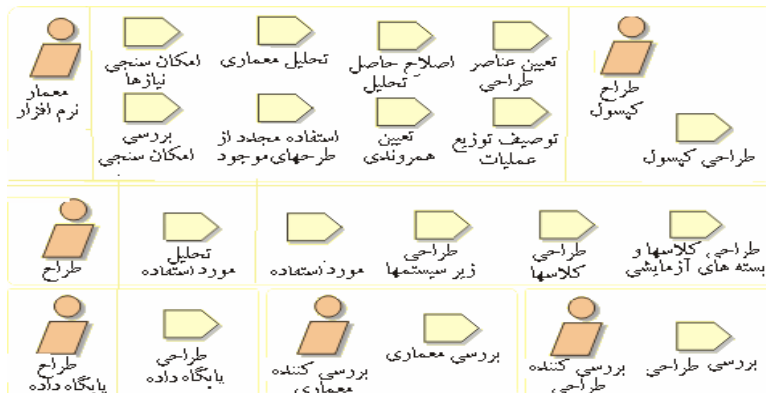 معمار
نرم افزار
امکان سنجی
نیازها
تحلیل معماری
اصلاح حاصل
تحلیل
تعیین عناصر
طراحی
طراح
کپسول
بررسی
امکان سنجی
استفاده مجدد از
طرحهای موجود
تعیین
همروندی
توصیف توزیع
عملیات
طراحی کپسول
طراح
تحلیل
مورد استفاده
مورد استفاده
طراحی
زیر سیستمها
طراحی
کلاسها
طراحی کلاسها و
بسته های آزمایشی
طراح
پایگاه داده
طراحی
پایگاه داده
بررسی کننده
معماری
بررسی معماری
بررسی کننده
طراحی
بررسی طراحی